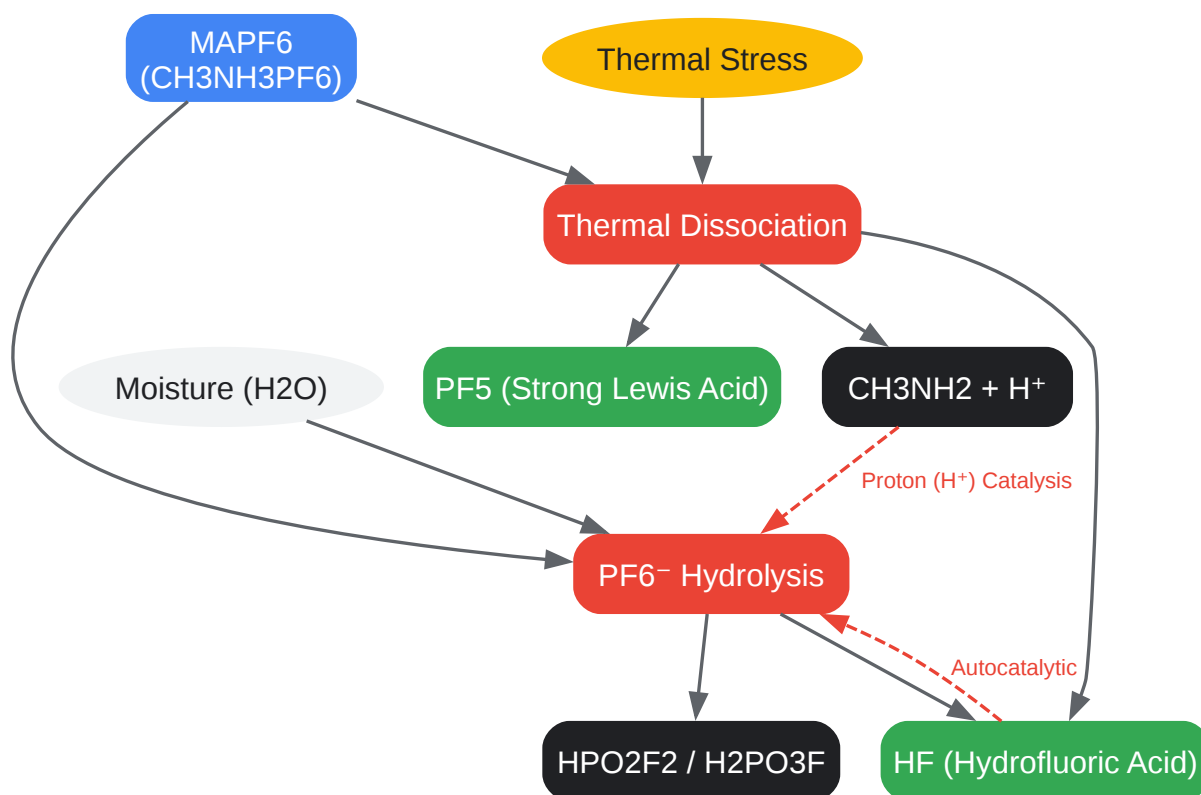 MAPF6
(CH3NH3PF6)
Thermal Stress
Thermal Dissociation
PF5 (Strong Lewis Acid)
CH3NH2 + H⁺
Moisture (H2O)
Proton (H⁺) Catalysis
PF6⁻ Hydrolysis
Autocatalytic
HPO2F2 / H2PO3F
HF (Hydrofluoric Acid)